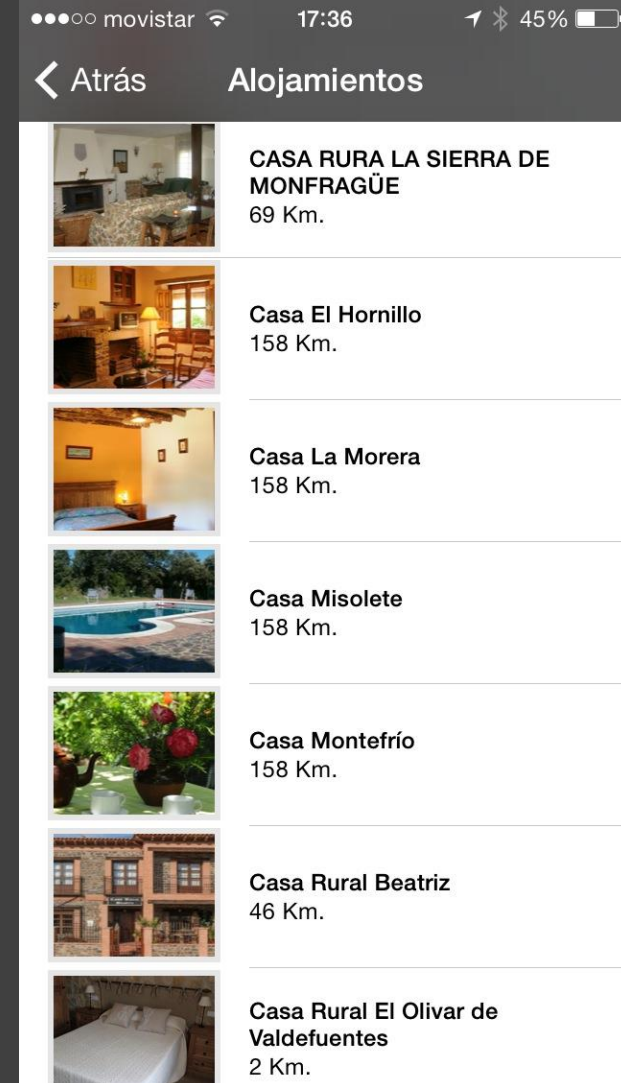 movistar 17:36 45%
Atrás Alojamientos
CASA RURA LA SIERRA DE
MONFRAGÜE
69 Km.
Casa El Hornillo
158 Km.
Casa La Morera
158 Km.
Casa Misolete
158 Km.
Casa Montefrío
158 Km.
Casa Rural Beatriz
46 Km.
Casa Rural El Olivar de
Valdefuentes
2 Km.